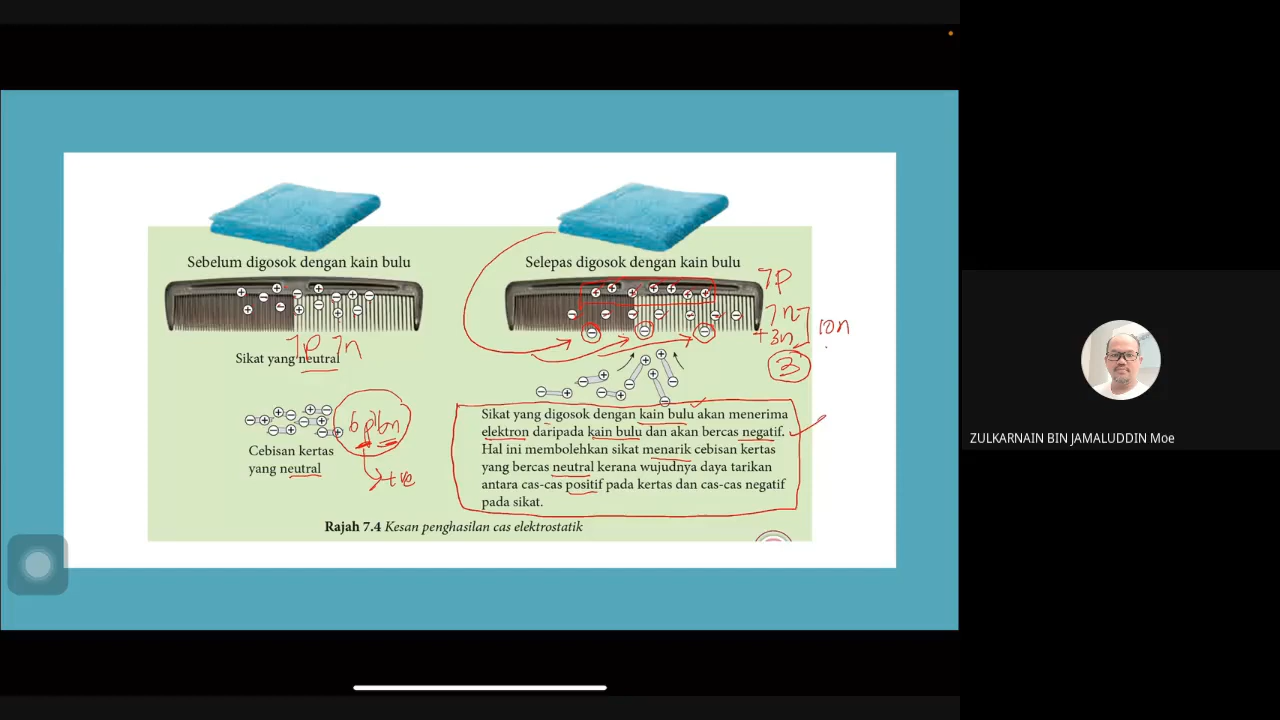 Sebelum digosok dengan kain bulu
Selepas digosok dengan kain bulu
7P
7n
7n
+3n
10n
3
7P
Sikat yang neutral
6p
6n
Cebisan kertas
yang neutral
+ve
Sikat yang digosok dengan kain bulu akan menerima
elektron daripada kain bulu dan akan bercas negatif.
Hal ini membolehkan sikat menarik cebisan kertas
yang bercas neutral kerana wujudnya daya tarikan
antara cas-cas positif pada kertas dan cas-cas negatif
pada sikat.
Rajah 7.4 Kesan penghasilan cas elektrostatik
ZULKARNAIN BIN JAMALUDDIN Moe